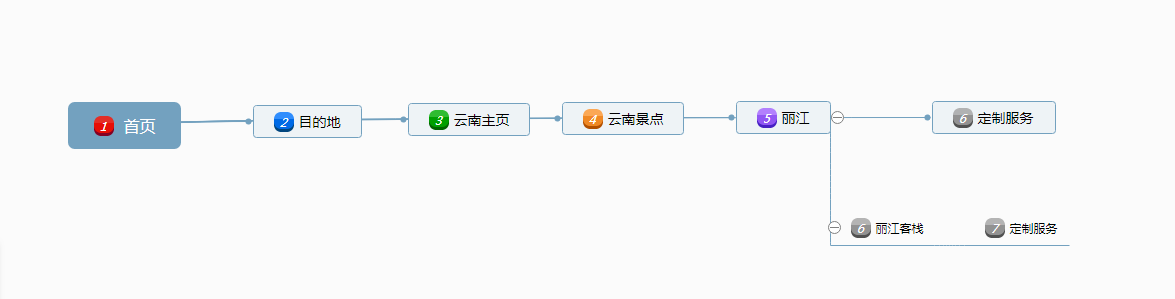 1 首页
2 目的地
3 云南主页
4 云南景点
5 丽江
6 定制服务
6 丽江客栈
7 定制服务